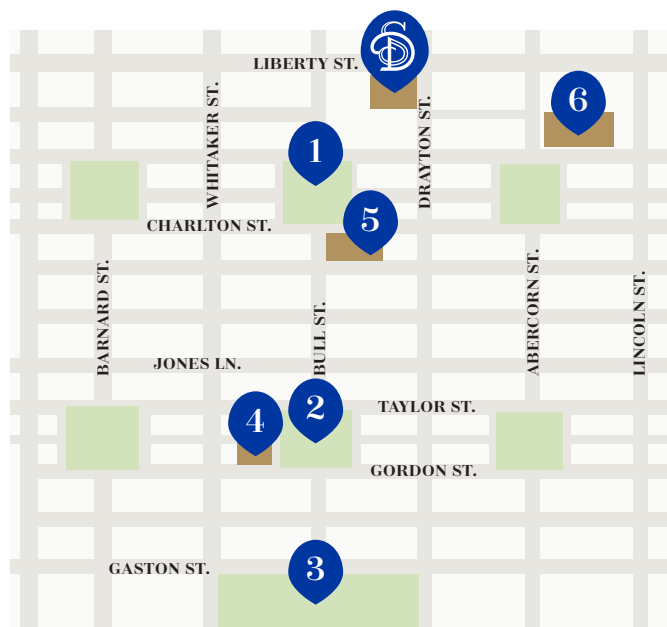 SD
LIBERTY ST.
6
WHITAKER ST.
DRAYTON ST.
1
5
CHARLTON ST.
BARNARD ST.
BULL ST.
ABERCORN ST.
LINCOLN ST.
JONES LN.
TAYLOR ST.
2
4
GORDON ST.
GASTON ST.
3